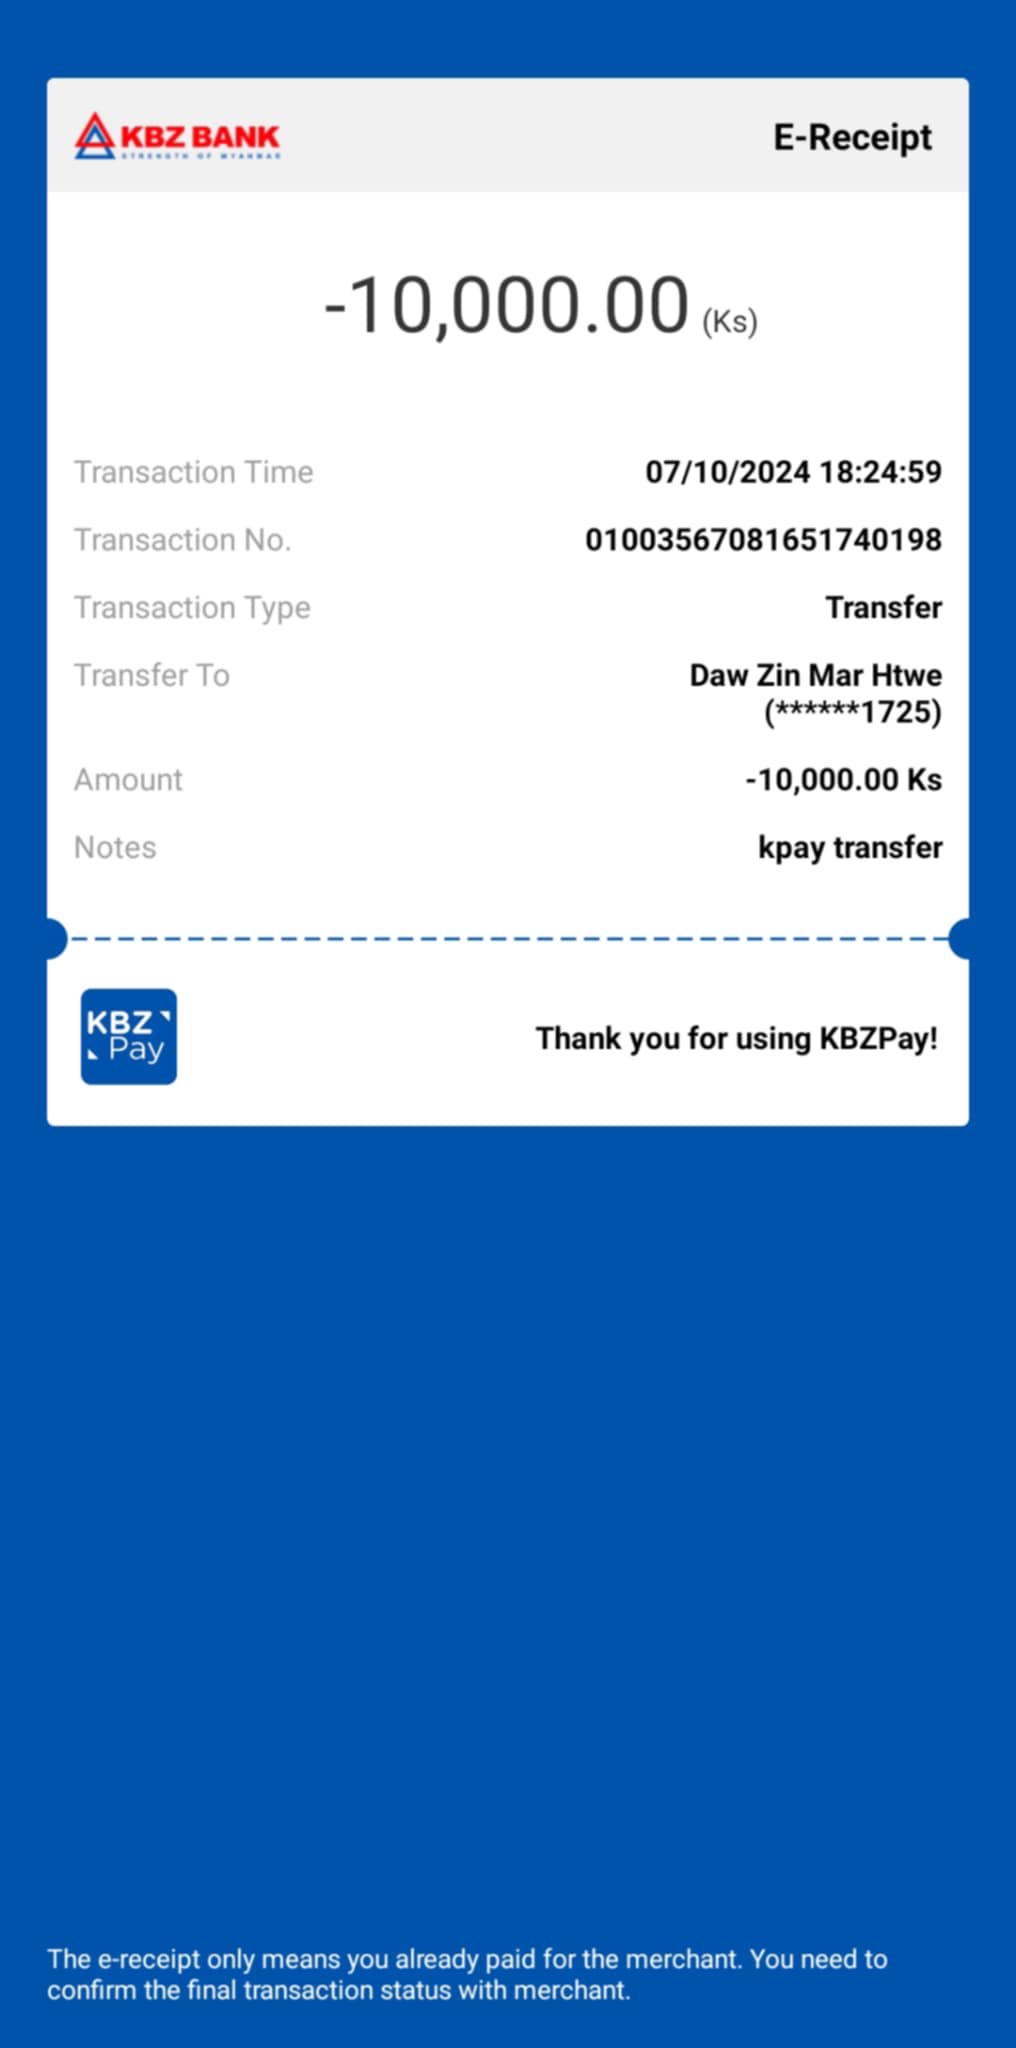 KBZ BANK
STRENGTH OF MYANMAR
E-Receipt
-10,000.00 (Ks)
Transaction Time 07/10/2024 18:24:59
Transaction No. 01003567081651740198
Transaction Type Transfer
Transfer To Daw Zin Mar Htwe
(******1725)
Amount -10,000.00 Ks
Notes kpay transfer
KBZ
Pay
Thank you for using KBZPay!
The e-receipt only means you already paid for the merchant. You need to
confirm the final transaction status with merchant.